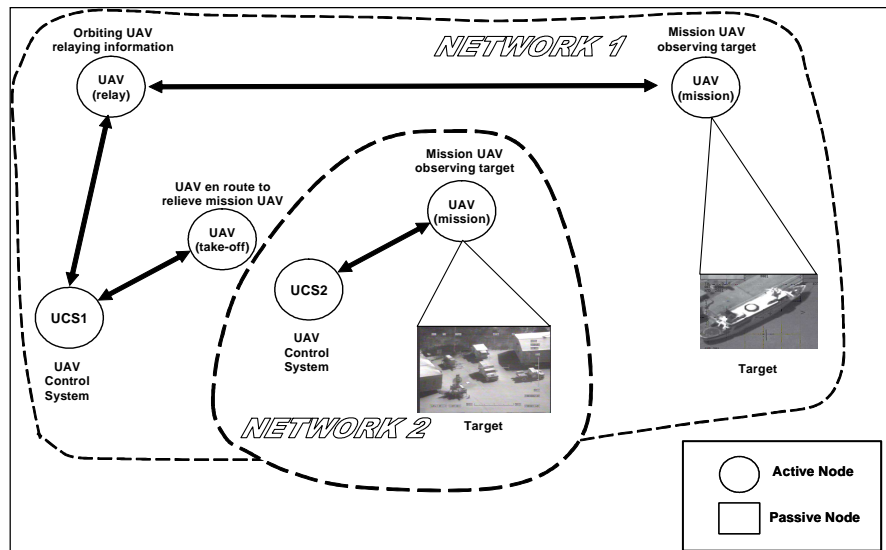 Orbiting UAV
relaying information
NETWORK 1
Mission UAV
observing target
UAV
(relay)
UAV
(mission)
Mission UAV
observing target
UAV en route to
relieve mission UAV
UAV
(mission)
UAV
(take-off)
UCS2
UCS1
UAV
Control
System
UAV
Control
System
Target
NETWORK 2
Target
Active Node
Passive Node